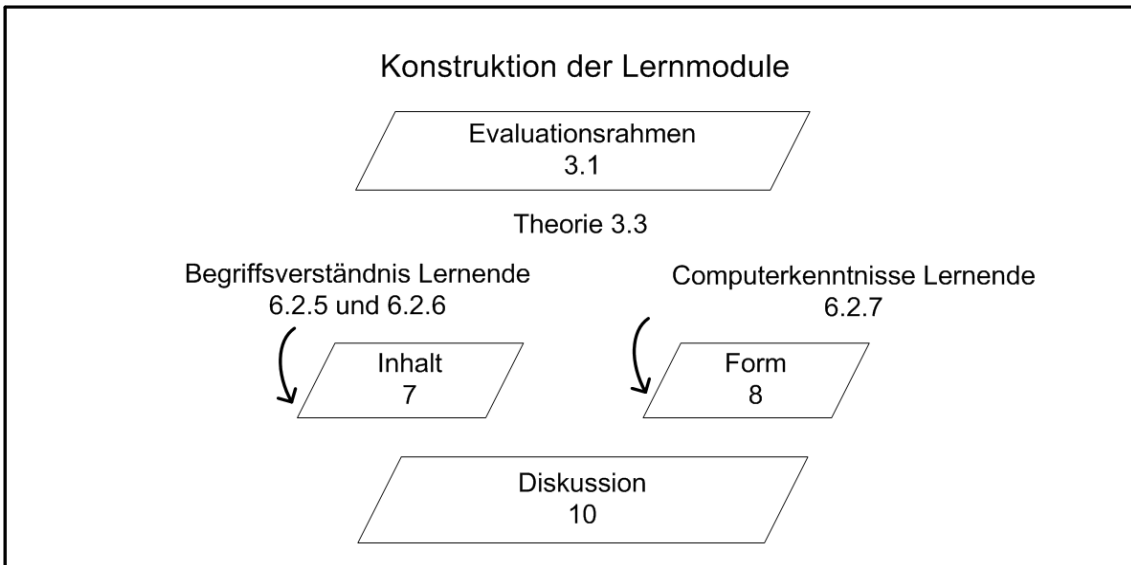 Konstruktion der Lernmodule
Evaluationsrahmen
3.1
Theorie 3.3
Begriffsverständnis Lernende
6.2.5 und 6.2.6
Computerkenntnisse Lernende
6.2.7
Inhalt
7
Form
8
Diskussion
10